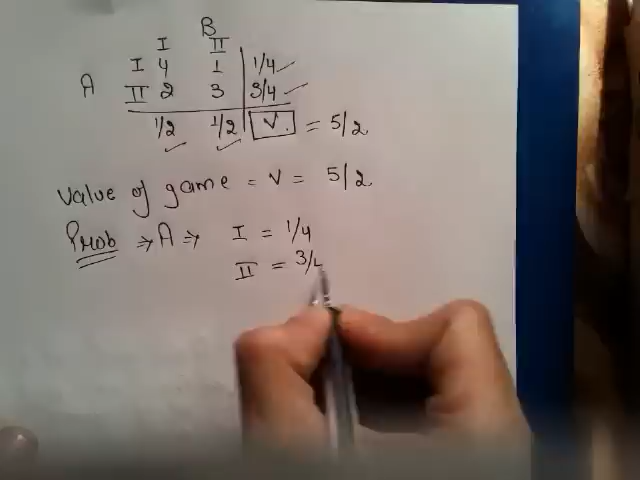 B
I II
I 4 1 1/4 ✓
A II 2 3 3/4 ✓
1/2 ✓ 1/2 ✓ V. = 5/2
Value of game = V = 5/2
Prob ⇒ A ⇒ I = 1/4
II = 3/4